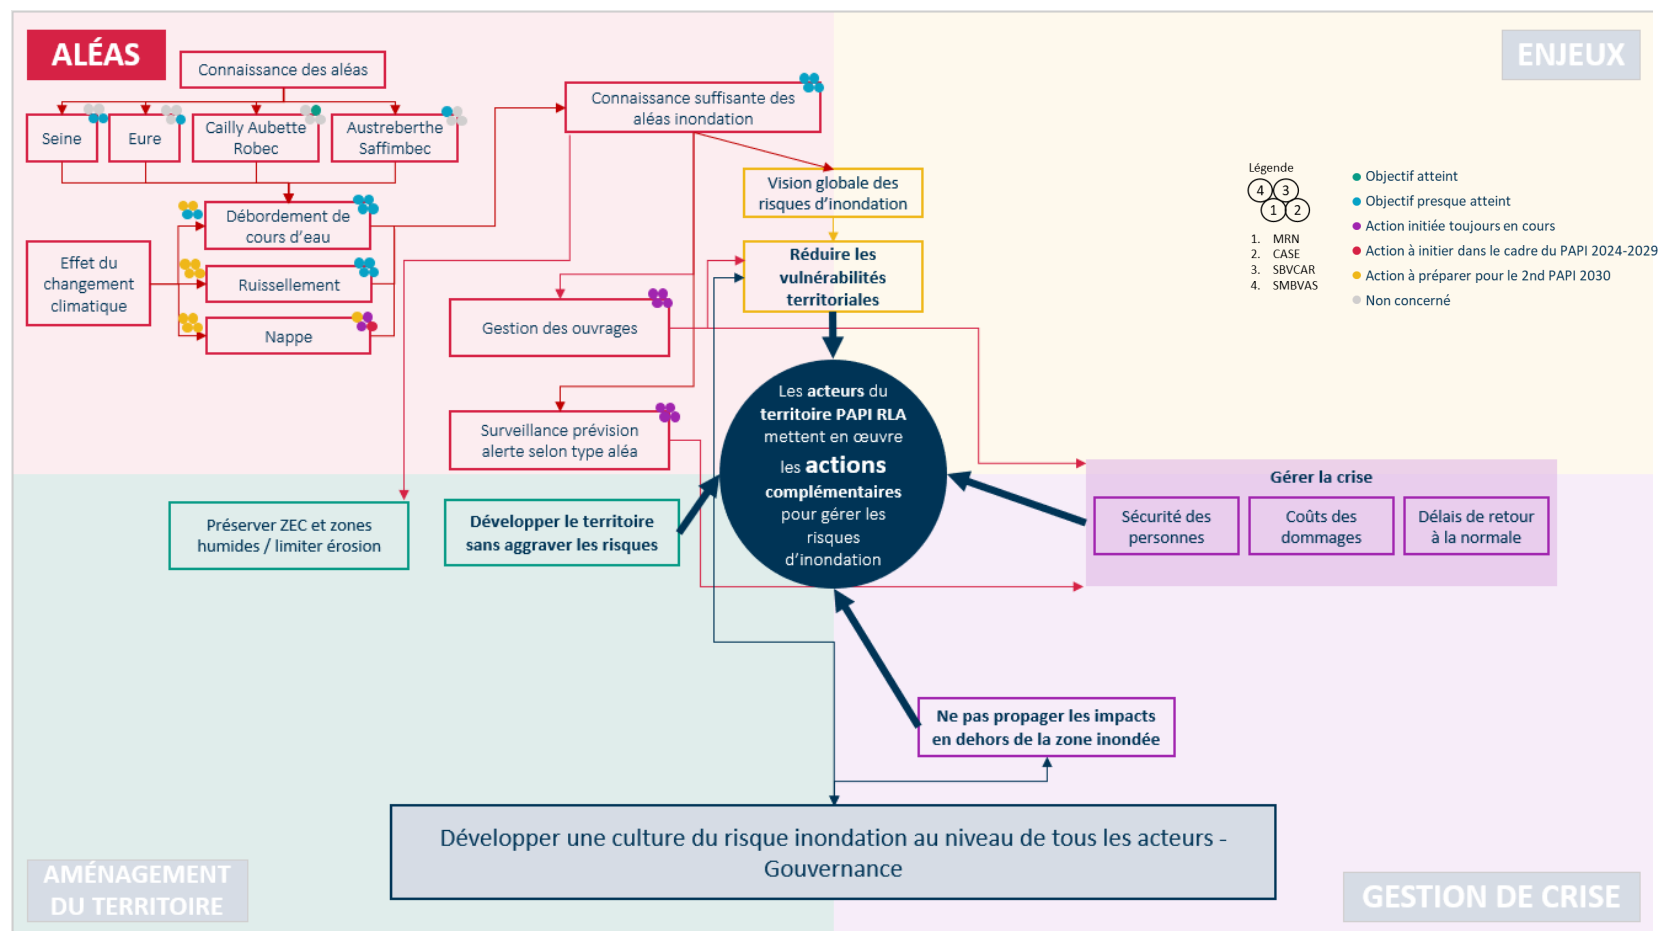 ALÉAS
ENJEUX
Connaissance des aléas
Seine
Eure
Cailly Aubette
Robec
Austreberthe
Saffimbec
Connaissance suffisante des
aléas inondation
Vision globale des
risques d’inondation
Débordement de
cours d’eau
Effet du
changement
climatique
Ruissellement
Nappe
Réduire les
vulnérabilités
territoriales
Gestion des ouvrages
Surveillance prévision
alerte selon type aléa
Légende
4
3
1
2
1. MRN
2. CASE
3. SBVCAR
4. SMBVAS
Objectif atteint
Objectif presque atteint
Action initiée toujours en cours
Action à initier dans le cadre du PAPI 2024-2029
Action à préparer pour le 2nd PAPI 2030
Non concerné
Les acteurs du
territoire PAPI RLA
mettent en œuvre
les actions
complémentaires
pour gérer les
risques
d’inondation
Préserver ZEC et zones
humides / limiter érosion
Développer le territoire
sans aggraver les risques
Gérer la crise
Sécurité des
personnes
Coûts des
dommages
Délais de retour
à la normale
Ne pas propager les impacts
en dehors de la zone inondée
Développer une culture du risque inondation au niveau de tous les acteurs -
Gouvernance
AMÉNAGEMENT
DU TERRITOIRE
GESTION DE CRISE